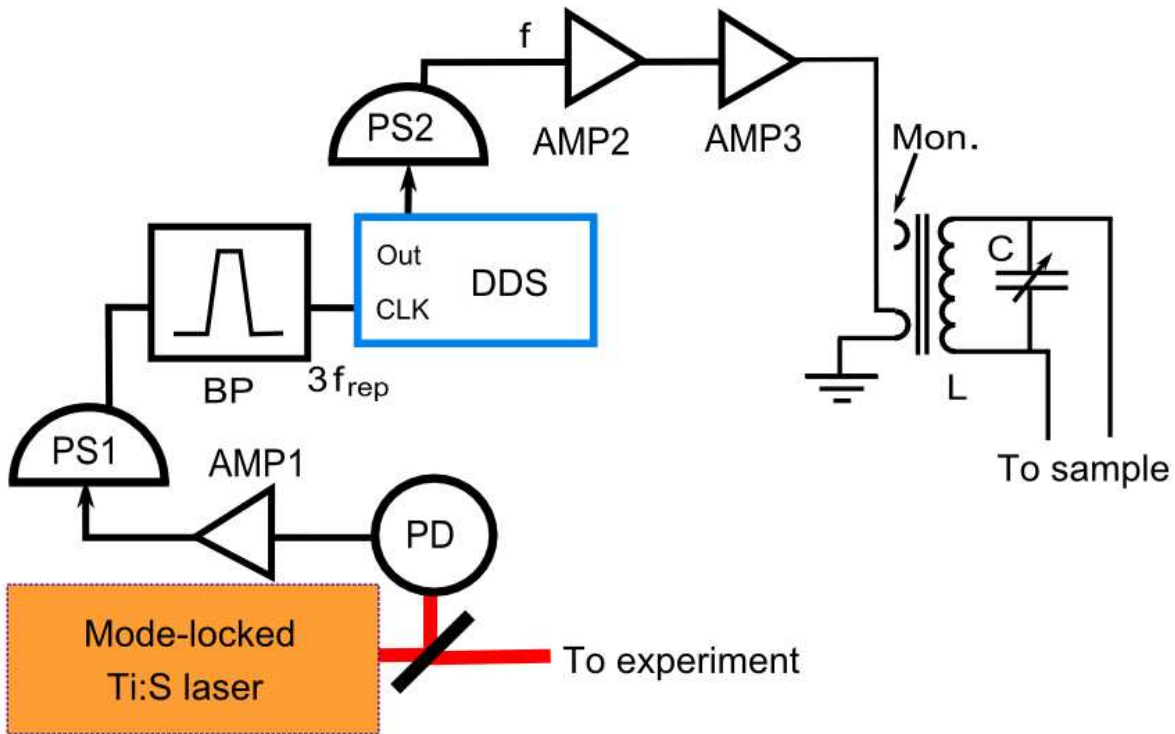 f
PS2
AMP2
AMP3
Mon.
Out
CLK
DDS
C
BP
3f_rep
L
PS1
AMP1
To sample
PD
Mode-locked
Ti:S laser
To experiment